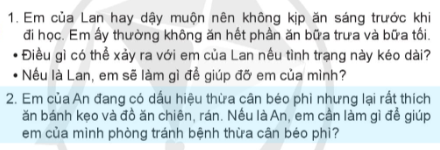 1. Em của Lan hay dậy muộn nên không kịp ăn sáng trước khi
đi học. Em ấy thường không ăn hết phần ăn bữa trưa và bữa tối.
• Điều gì có thể xảy ra với em của Lan nếu tình trạng này kéo dài?
• Nếu là Lan, em sẽ làm gì để giúp đỡ em của mình?
2. Em của An đang có dấu hiệu thừa cân béo phì nhưng lại rất thích
ăn bánh kẹo và đồ ăn chiên, rán. Nếu là An, em cần làm gì để giúp
em của mình phòng tránh bệnh thừa cân béo phì?